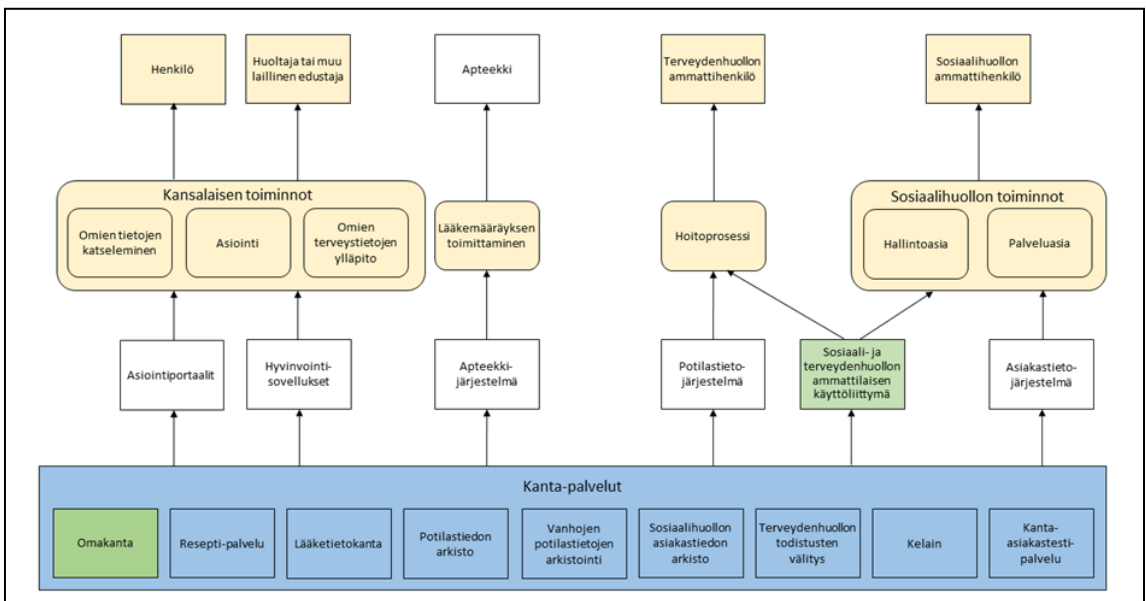 Henkilö
Huoltaja tai muu
laillinen edustaja
Apteekki
Terveydenhuollon
ammattihenkilö
Sosiaalihuollon
ammattihenkilö
Kansalaisen toiminnot
Omien tietojen
katseleminen
Asiointi
Omien
terveystietojen
ylläpito
Lääkemääräyksen
toimittaminen
Hoitoprosessi
Sosiaalihuollon toiminnot
Hallintoasia
Palveluasia
Asiointiportaalit
Hyvinvointi-
sovellukset
Apteekki-
järjestelmä
Potilastieto-
järjestelmä
Sosiaali- ja
terveydenhuollon
ammattilaisen
käyttöliittymä
Asiakastieto-
järjestelmä
Kanta-palvelut
Omakanta
Resepti-palvelu
Lääketietokanta
Potilastiedon
arkisto
Vanhojen
potilastietojen
arkistointi
Sosiaalihuollon
asiakastiedon
arkisto
Terveydenhuollon
todistusten
välitys
Kelain
Kanta-
asiakastesti-
palvelu